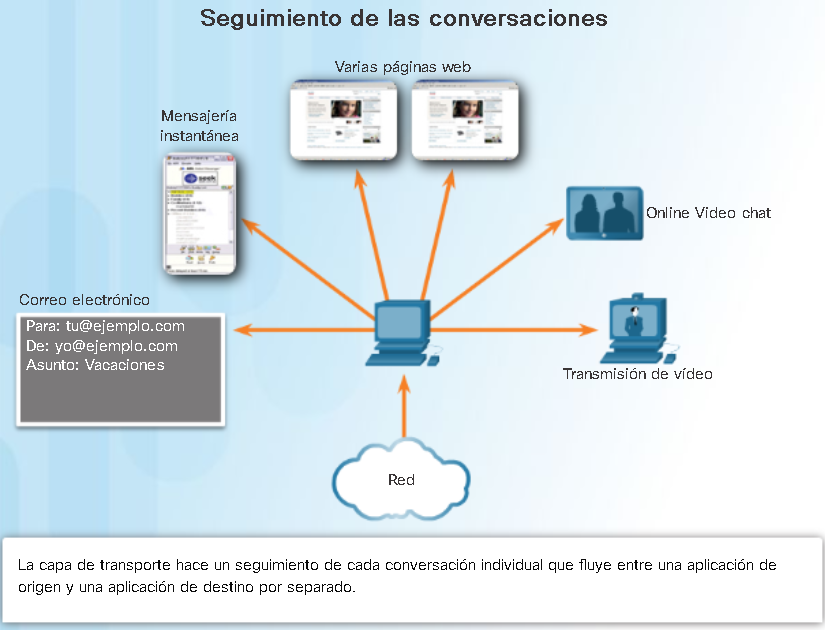 Seguimiento de las conversaciones
Varias páginas web
Mensajería
instantánea
seek
Online Video chat
Correo electrónico
Para: tu@ejemplo.com
De: yo@ejemplo.com
Asunto: Vacaciones
Transmisión de vídeo
Red
La capa de transporte hace un seguimiento de cada conversación individual que fluye entre una aplicación de
origen y una aplicación de destino por separado.